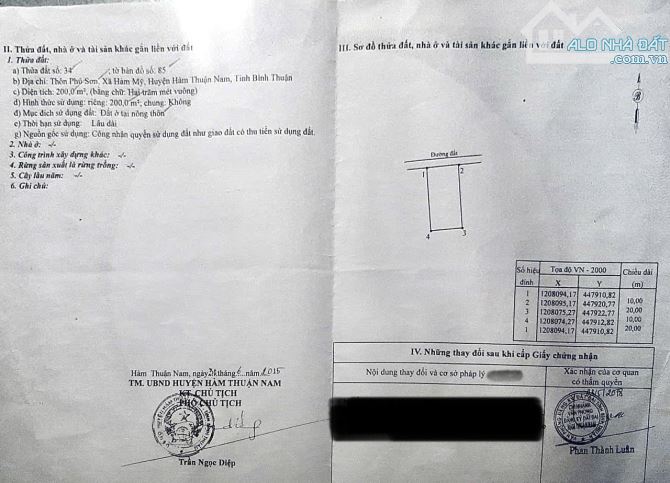 II. Thửa đất, nhà ở và tài sản khác gắn liền với đất
1. Thửa đất:
a) Thửa đất số: 34 ; tờ bản đồ số: 85
b) Địa chỉ: Thôn Phú Sơn, Xã Hàm Mỹ, Huyện Hàm Thuận Nam, Tỉnh Bình Thuận
c) Diện tích: 200,0 m², (bằng chữ: Hai trăm mét vuông)
d) Hình thức sử dụng: riêng: 200,0 m²; chung: Không
đ) Mục đích sử dụng đất: Đất ở tại nông thôn
e) Thời hạn sử dụng: Lâu dài
g) Nguồn gốc sử dụng: Công nhận quyền sử dụng đất như giao đất có thu tiền sử dụng đất.
2. Nhà ở: -/-
3. Công trình xây dựng khác: -/-
4. Rừng sản xuất là rừng trồng: -/-
5. Cây lâu năm: -/-
6. Ghi chú:
Hàm Thuận Nam, ngày 24 tháng 6 năm 2015
TM. UBND HUYỆN HÀM THUẬN NAM
KT. CHỦ TỊCH
PHÓ CHỦ TỊCH
Trần Ngọc Diệp
III. Sơ đồ thửa đất, nhà ở và tài sản khác gắn liền với đất
ALO NHÀ ĐẤT
B
Đường đất
1 2
4 3
Số hiệu đỉnh Tọa độ VN - 2000 Chiều dài (m)
X Y
1 1208094,17 447910,82
10,00
2 1208095,17 447920,77
20,00
3 1208075,27 447922,77
10,00
4 1208074,27 447912,82
20,00
1 1208094,17 447910,82
IV. Những thay đổi sau khi cấp Giấy chứng nhận
Nội dung thay đổi và cơ sở pháp lý
Xác nhận của cơ quan
có thẩm quyền
Phan Thành Luân